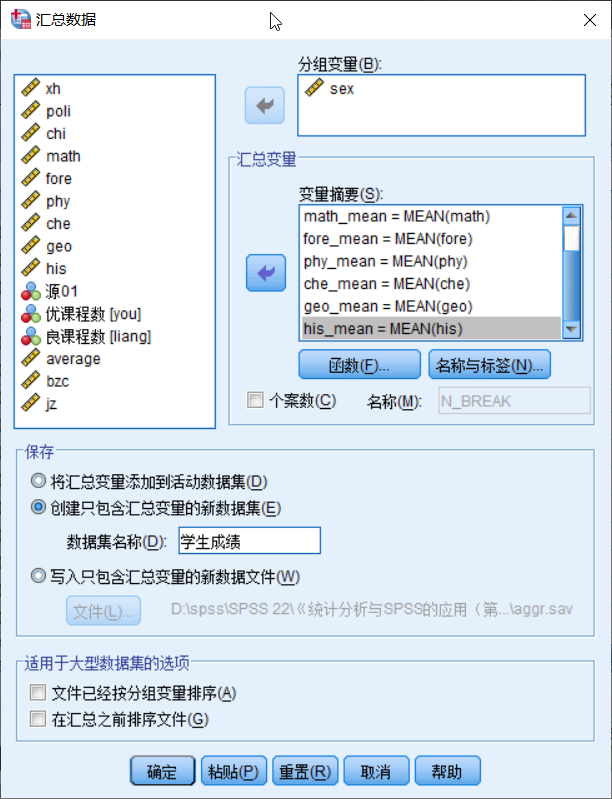 汇总数据
xh
poli
chi
math
fore
phy
che
geo
his
源01
优课程数 [you]
良课程数 [liang]
average
bzc
jz
分组变量(B):
sex
汇总变量
变量摘要(S):
math_mean = MEAN(math)
fore_mean = MEAN(fore)
phy_mean = MEAN(phy)
che_mean = MEAN(che)
geo_mean = MEAN(geo)
his_mean = MEAN(his)
函数(F)... 名称与标签(N)...
个案数(C) 名称(M): N_BREAK
保存
将汇总变量添加到活动数据集(D)
创建只包含汇总变量的新数据集(E)
数据集名称(D): 学生成绩
写入只包含汇总变量的新数据文件(W)
文件(L)... D:\spss\SPSS 22\《统计分析与SPSS的应用（第...\aggr.sav
适用于大型数据集的选项
文件已经按分组变量排序(A)
在汇总之前排序文件(G)
确定 粘贴(P) 重置(R) 取消 帮助